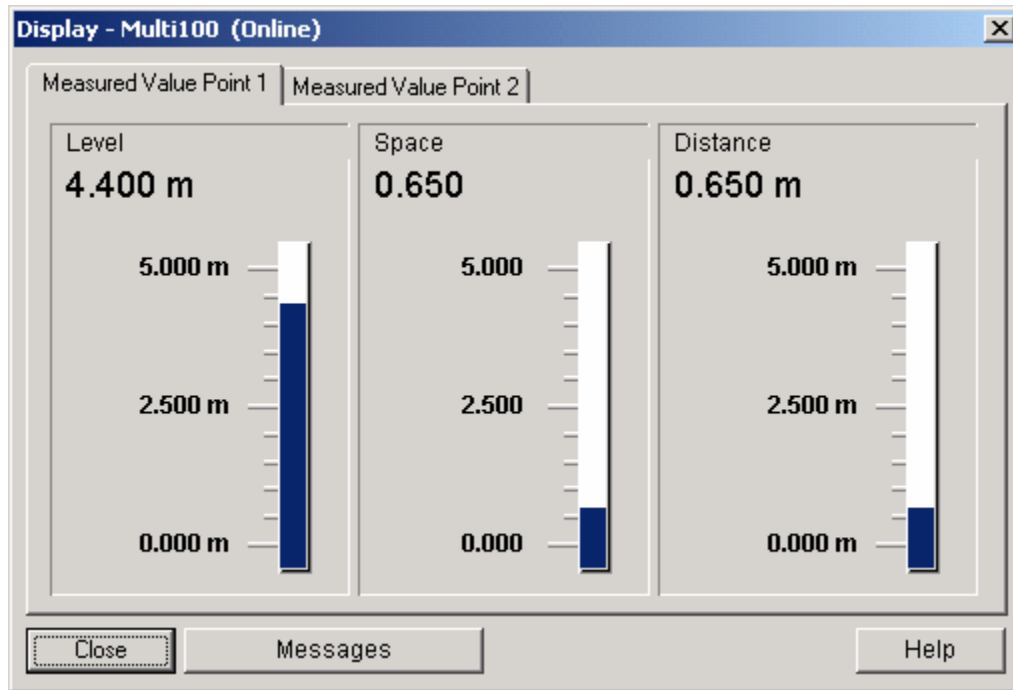 Display - Multi100 (Online)
Measured Value Point 1
Measured Value Point 2
Level
4.400 m
5.000 m
2.500 m
0.000 m
Space
0.650
5.000
2.500
0.000
Distance
0.650 m
5.000 m
2.500 m
0.000 m
Close
Messages
Help